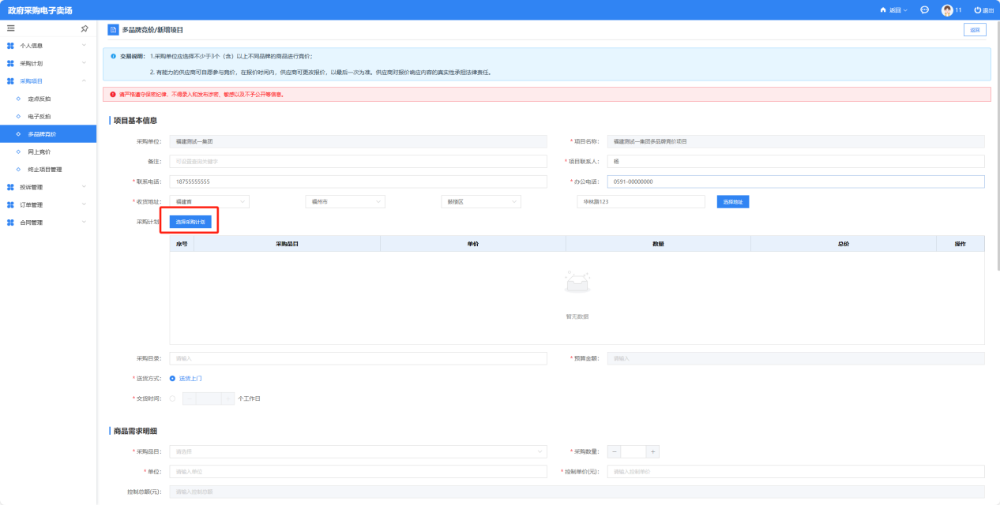 政府采购电子卖场
返回
11
退出
个人信息
采购计划
采购项目
定点反拍
电子反拍
多品牌竞价
网上竞价
终止项目管理
投诉管理
订单管理
合同管理
多品牌竞价/新增项目
返回
交易说明： 1.采购单位应选择不少于3个（含）以上不同品牌的商品进行竞价；
2. 有能力的供应商可自愿参与竞价，在报价时间内，供应商可更改报价，以最后一次为准。供应商对报价响应内容的真实性承担法律责任。
请严格遵守保密纪律、不得录入和发布涉密、敏感以及不予公开等信息。
项目基本信息
采购单位： 福建测试一集团
* 项目名称： 福建测试一集团多品牌竞价项目
备注： 可设置查询关键字
* 项目联系人： 杨
* 联系电话： 18755555555
* 办公电话： 0591-00000000
* 收货地址： 福建省 福州市 鼓楼区 华林路123 选择地址
采购计划 选择采购计划
序号 采购品目 单价 数量 总价 操作
暂无数据
采购目录： 请输入
* 预算金额： 请输入
* 送货方式： 送货上门
* 交货时间： 个工作日
商品需求明细
* 采购品目： 请选择
* 采购数量： − +
* 单位： 请输入单位
* 控制单价(元)： 请输入控制单价
控制总额(元)： 请输入控制总额